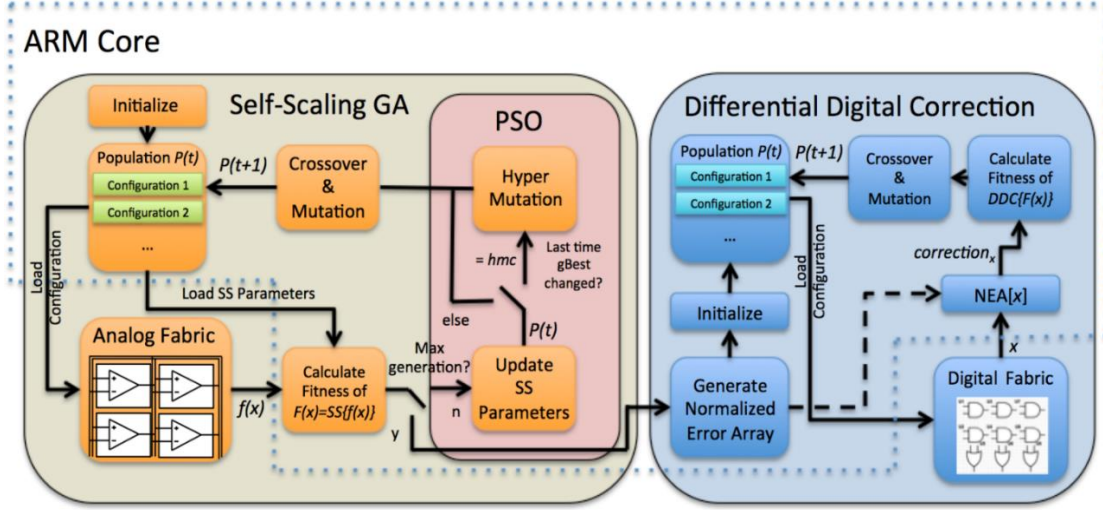 ARM Core
Self-Scaling GA
Initialize
Population P(t)
Configuration 1
Configuration 2
...
P(t+1)
Crossover
&
Mutation
PSO
Hyper
Mutation
= hmc
Last time
gBest
changed?
else
P(t)
Load
Configuration
Load SS Parameters
Analog Fabric
f(x)
Calculate
Fitness of
F(x)=SS{f(x)}
Max
generation?
n
y
Update
SS
Parameters
Differential Digital Correction
Population P(t)
Configuration 1
Configuration 2
...
P(t+1)
Crossover
&
Mutation
Calculate
Fitness of
DDC{F(x)}
Load
Configuration
correctionx
NEA[x]
x
Initialize
Generate
Normalized
Error Array
Digital Fabric